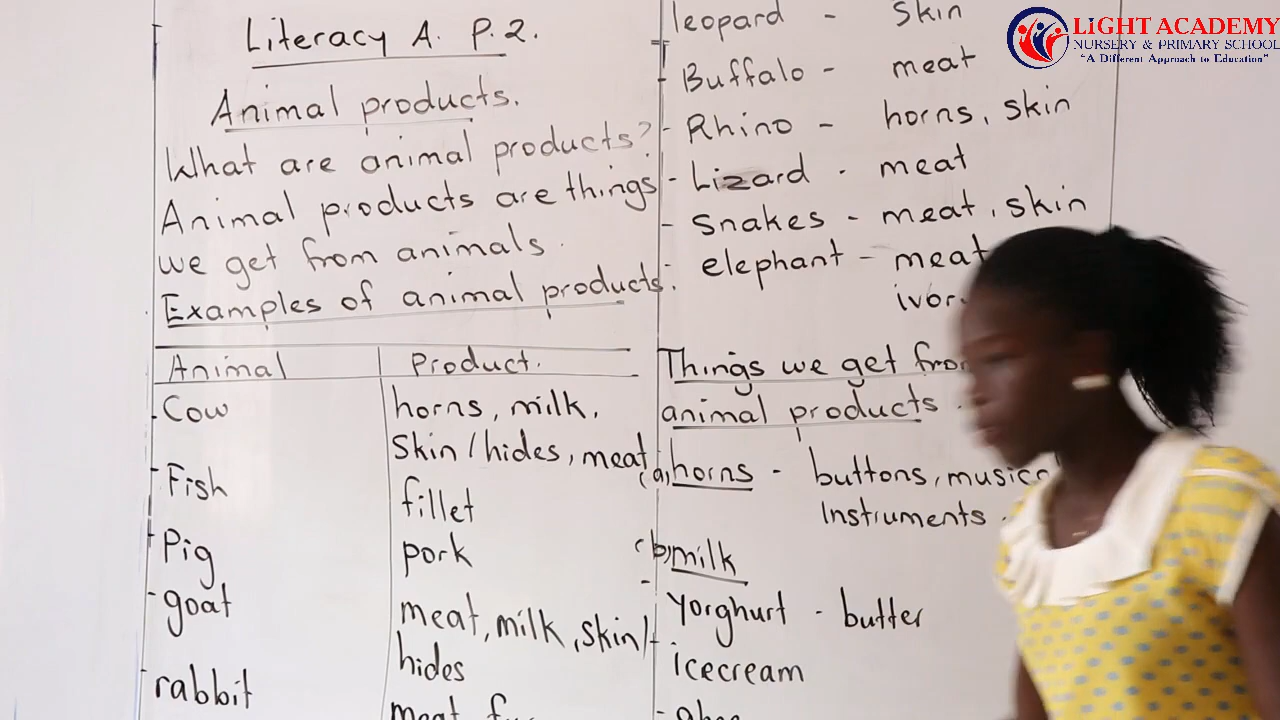 Literacy A. P.2.
Animal products.
What are animal products?
Animal products are things
we get from animals.
Examples of animal products.
Animal Product.
- Cow horns, milk,
Skin/hides, meat
- Fish fillet
- Pig pork
- goat meat, milk, skin/
hides
- rabbit meat,
leopard - Skin
- Buffalo - meat
- Rhino - horns, skin
- Lizard - meat
- Snakes - meat, skin
- elephant - meat
Things we get from
animal products.
(a) horns - buttons,
Instruments.
(b) milk
- Yorghurt - butter
- icecream
LIGHT ACADEMY
NURSERY & PRIMARY SCHOOL
"A Different Approach to Education"